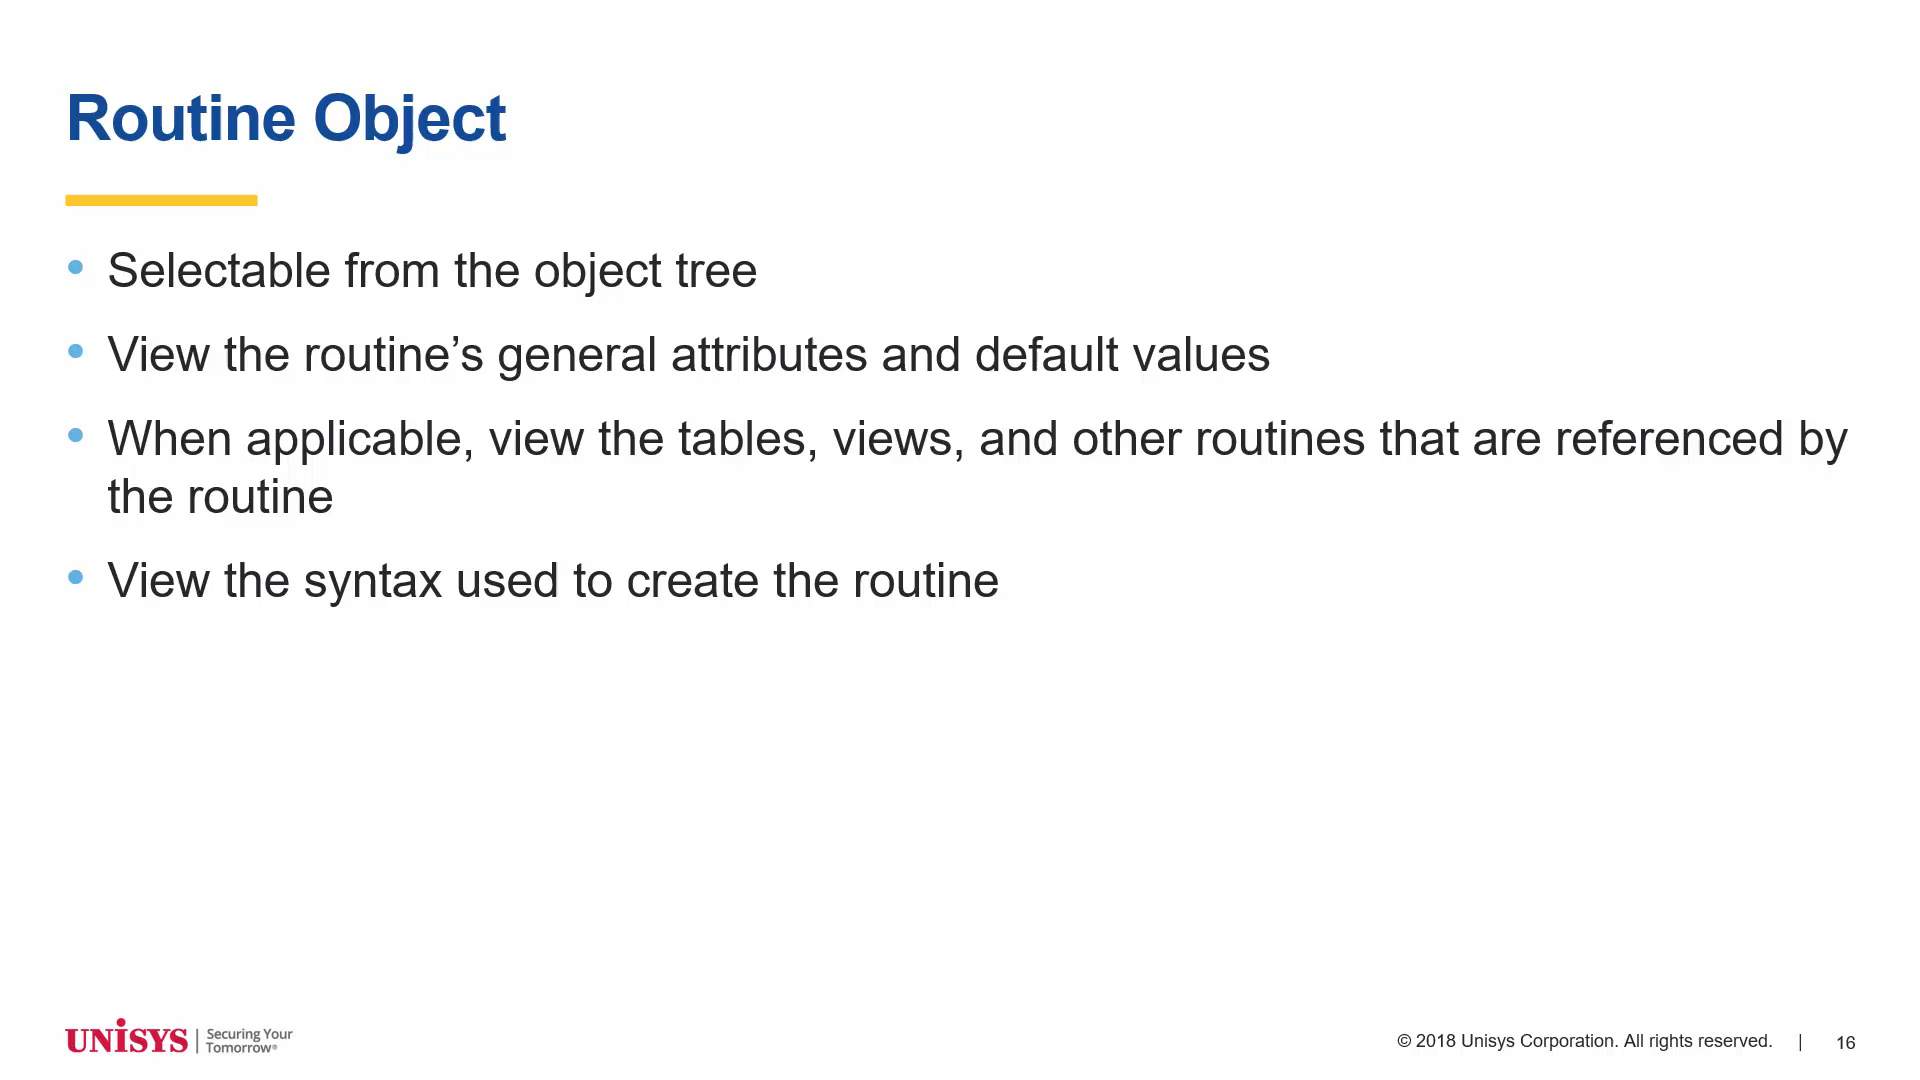 Routine Object
• Selectable from the object tree
• View the routine’s general attributes and default values
• When applicable, view the tables, views, and other routines that are referenced by
the routine
• View the syntax used to create the routine
UNISYS | Securing Your
Tomorrow®
© 2018 Unisys Corporation. All rights reserved. | 16